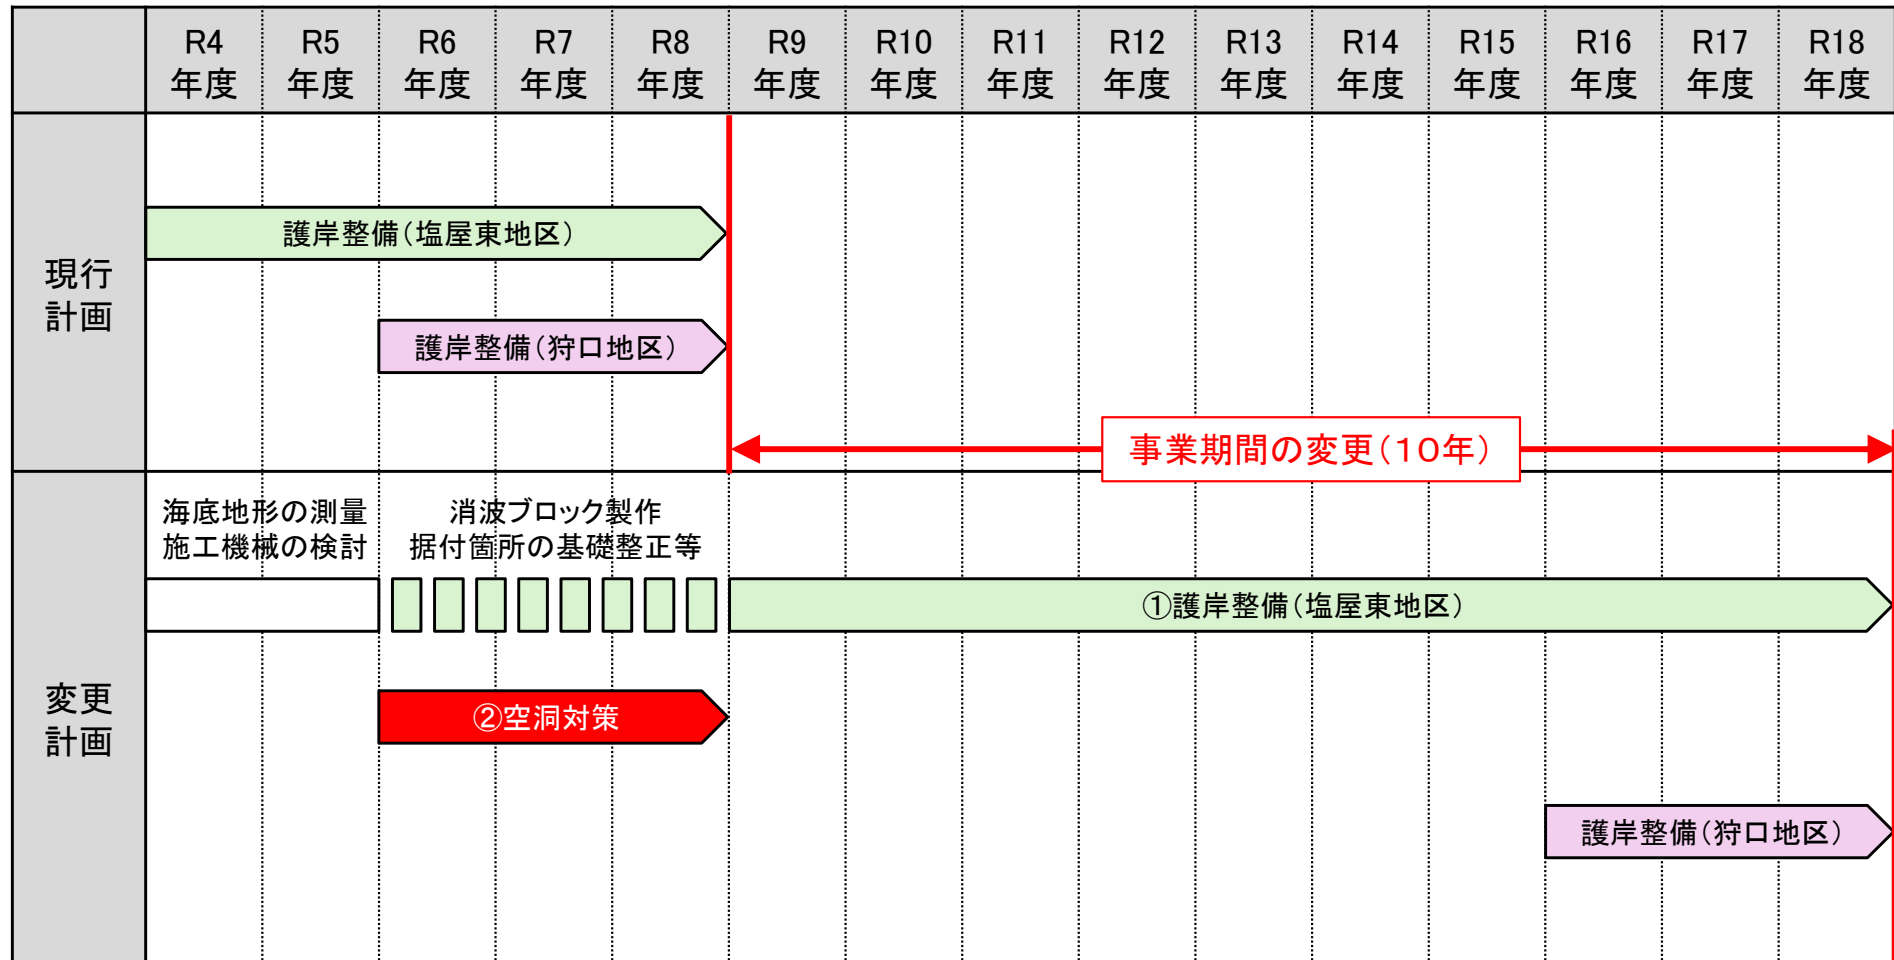 R4 R5 R6 R7 R8 R9 R10 R11 R12 R13 R14 R15 R16 R17 R18
年度 年度 年度 年度 年度 年度 年度 年度 年度 年度 年度 年度 年度 年度 年度
現行
計画
護岸整備（塩屋東地区）
護岸整備（狩口地区）
事業期間の変更（１０年）
変更
計画
海底地形の測量
施工機械の検討
消波ブロック製作
据付箇所の基礎整正等
①護岸整備（塩屋東地区）
②空洞対策
護岸整備（狩口地区）